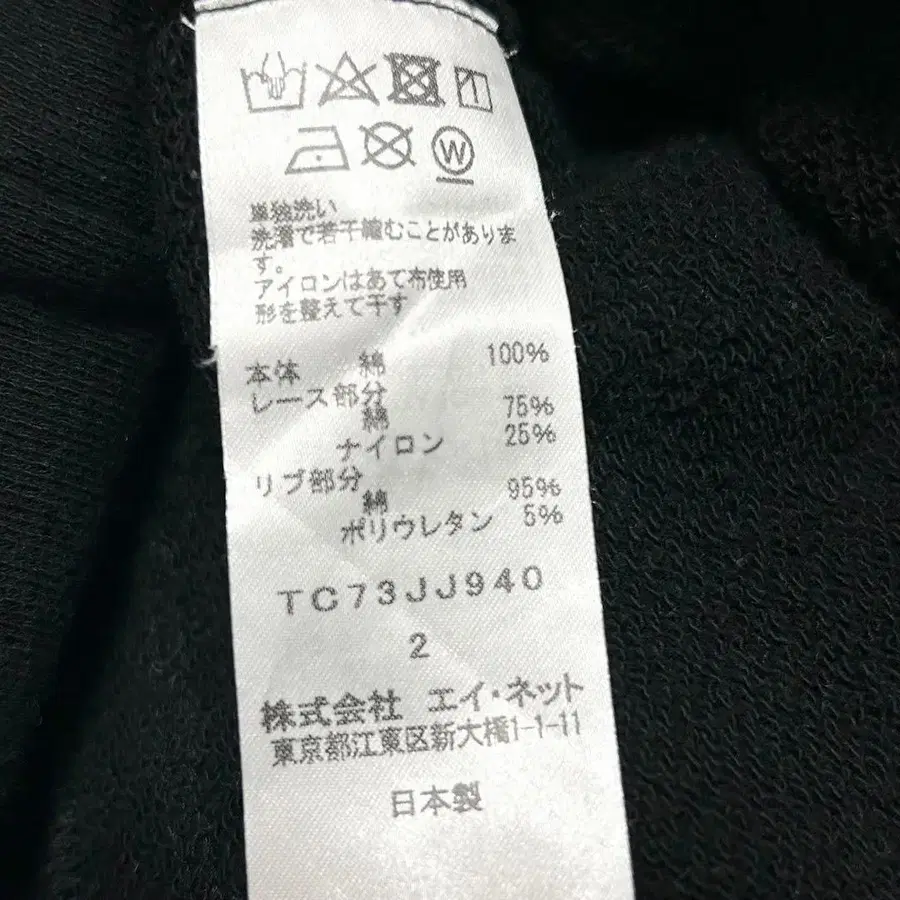 W
単独洗い
洗濯で若干縮むことがありま
す。
アイロンはあて布使用
形を整えて干す
本体 綿 100%
レース部分
綿 75%
ナイロン 25%
リブ部分
綿 95%
ポリウレタン 5%
TC73JJ940
2
株式会社 エイ・ネット
東京都江東区新大橋1-1-11
日本製